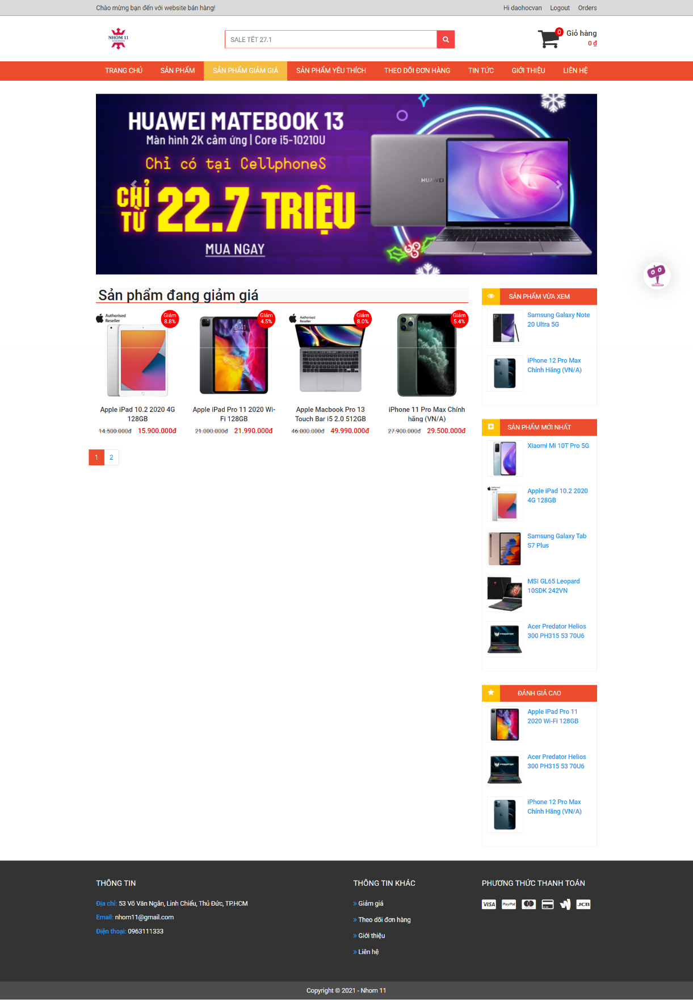 Chào mừng bạn đến với website bán hàng!
Hi daohocvan Logout Orders
NHÓM 11
WORDPRESS
SALE TẾT 27.1
0
Giỏ hàng
0 ₫
TRANG CHỦ SẢN PHẨM SẢN PHẨM GIẢM GIÁ SẢN PHẨM YÊU THÍCH THEO DÕI ĐƠN HÀNG TIN TỨC GIỚI THIỆU LIÊN HỆ
HUAWEI MATEBOOK 13
Màn hình 2K cảm ứng | Core i5-10210U
Chỉ có tại CellphoneS
CHỈ TỪ 22.7 TRIỆU
MUA NGAY
HUAWEI
Sản phẩm đang giảm giá
Authorised Reseller
Giảm 8.8%
Apple iPad 10.2 2020 4G
128GB
14.500.000đ 15.900.000đ
9:41
Giảm 4.5%
Apple iPad Pro 11 2020 Wi-
Fi 128GB
21.000.000đ 21.990.000đ
Authorised Reseller
Giảm 8.0%
Apple Macbook Pro 13
Touch Bar i5 2.0 512GB
46.000.000đ 49.990.000đ
Giảm 5.4%
iPhone 11 Pro Max Chính
hãng (VN/A)
27.900.000đ 29.500.000đ
1 2
SẢN PHẨM VỪA XEM
Samsung Galaxy Note
20 Ultra 5G
iPhone 12 Pro Max
Chính Hãng (VN/A)
SẢN PHẨM MỚI NHẤT
Xiaomi Mi 10T Pro 5G
Apple iPad 10.2 2020
4G 128GB
Samsung Galaxy Tab
S7 Plus
MSI GL65 Leopard
10SDK 242VN
PREDATOR
Acer Predator Helios
300 PH315 53 70U6
ĐÁNH GIÁ CAO
Apple iPad Pro 11
2020 Wi-Fi 128GB
PREDATOR
Acer Predator Helios
300 PH315 53 70U6
iPhone 12 Pro Max
Chính Hãng (VN/A)
THÔNG TIN
Địa chỉ: 53 Võ Văn Ngân, Linh Chiểu, Thủ Đức, TP.HCM
Email: nhom11@gmail.com
Điện thoại: 0963111333
THÔNG TIN KHÁC
» Giảm giá
» Theo dõi đơn hàng
» Giới thiệu
» Liên hệ
PHƯƠNG THỨC THANH TOÁN
VISA PayPal JCB
Copyright © 2021 - Nhom 11